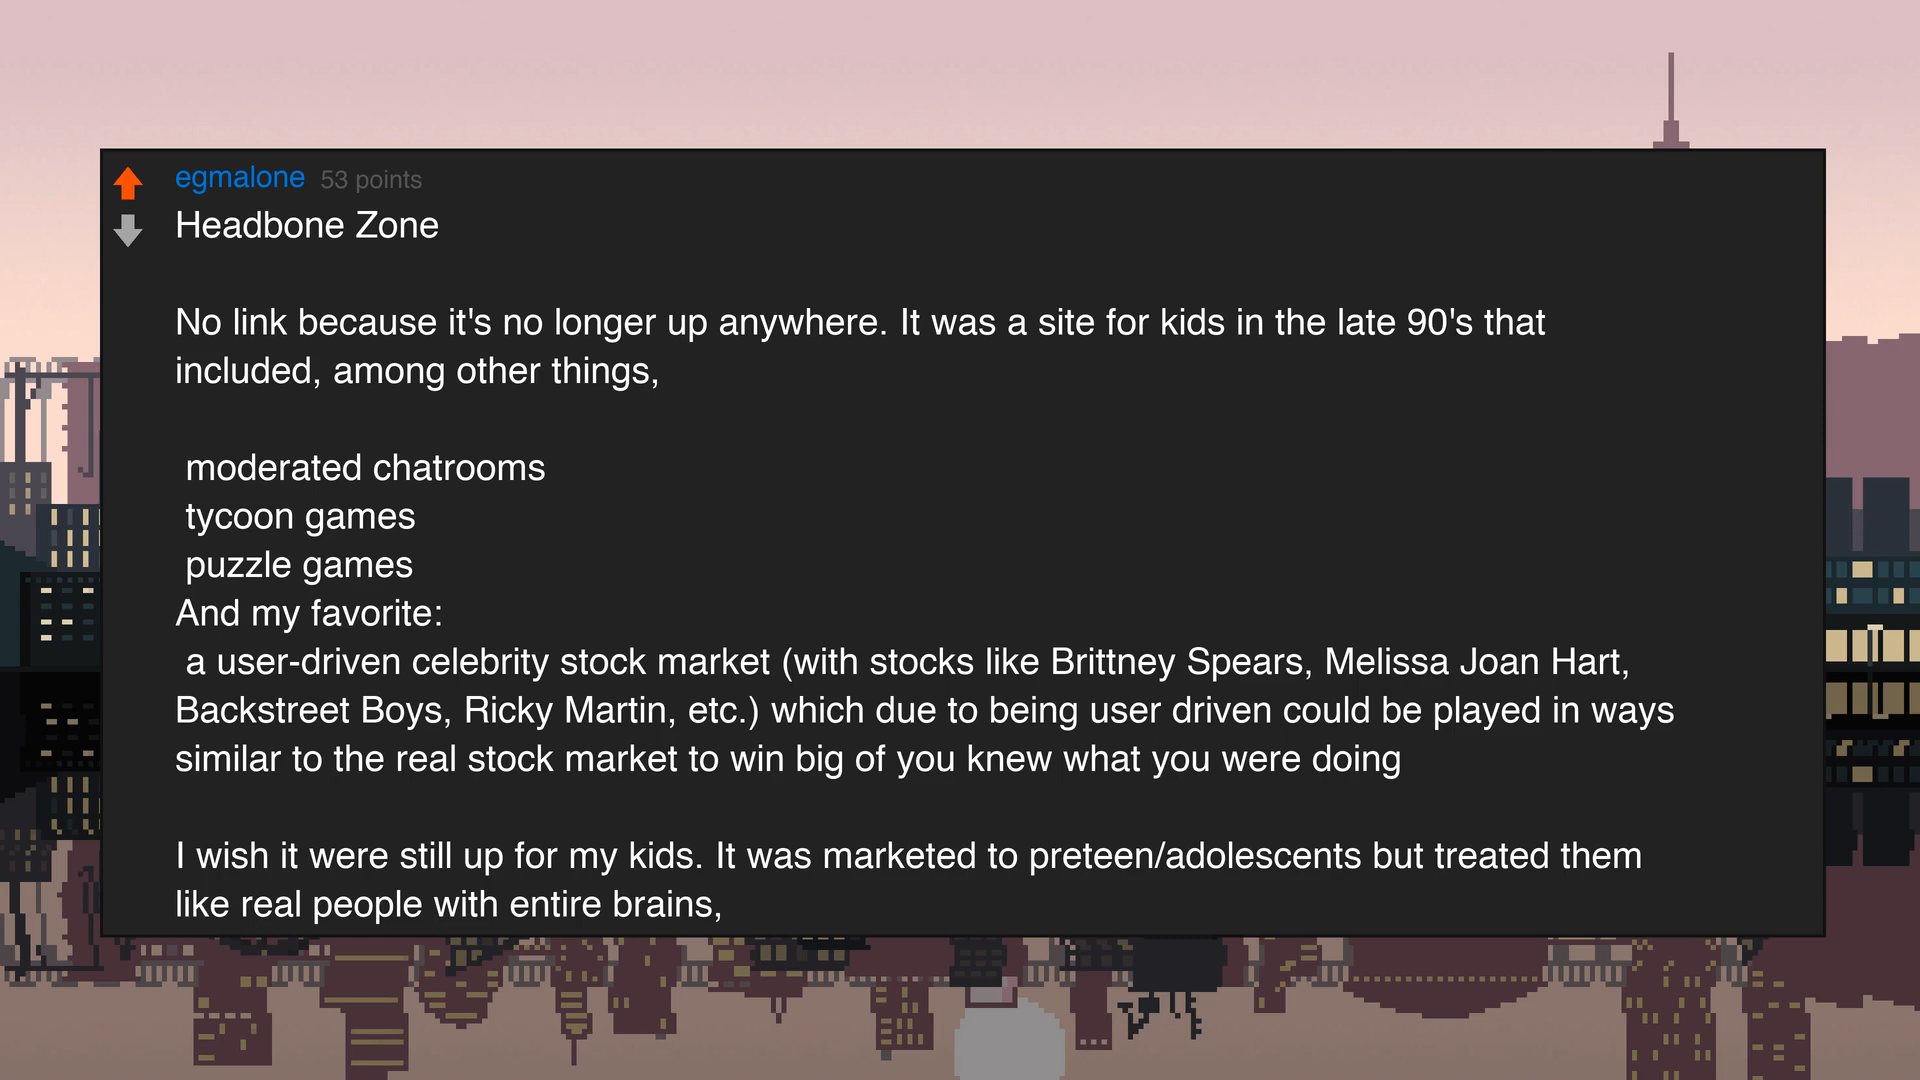 egmalone 53 points
Headbone Zone
No link because it's no longer up anywhere. It was a site for kids in the late 90's that
included, among other things,
moderated chatrooms
tycoon games
puzzle games
And my favorite:
a user-driven celebrity stock market (with stocks like Brittney Spears, Melissa Joan Hart,
Backstreet Boys, Ricky Martin, etc.) which due to being user driven could be played in ways
similar to the real stock market to win big of you knew what you were doing
I wish it were still up for my kids. It was marketed to preteen/adolescents but treated them
like real people with entire brains,